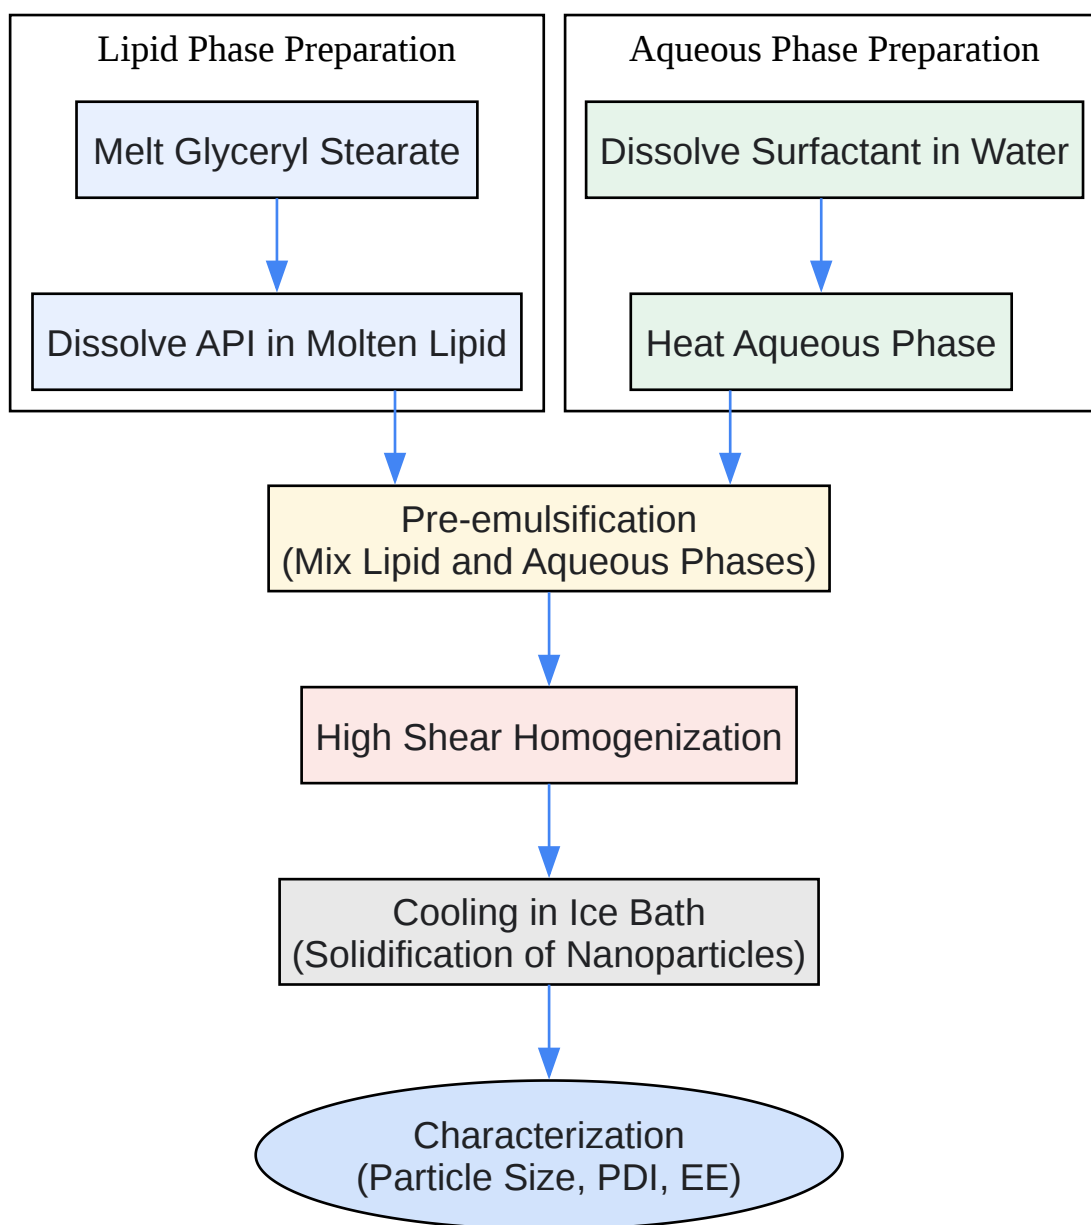 Lipid Phase Preparation
Melt Glyceryl Stearate
Dissolve API in Molten Lipid
Aqueous Phase Preparation
Dissolve Surfactant in Water
Heat Aqueous Phase
Pre-emulsification
(Mix Lipid and Aqueous Phases)
High Shear Homogenization
Cooling in Ice Bath
(Solidification of Nanoparticles)
Characterization
(Particle Size, PDI, EE)